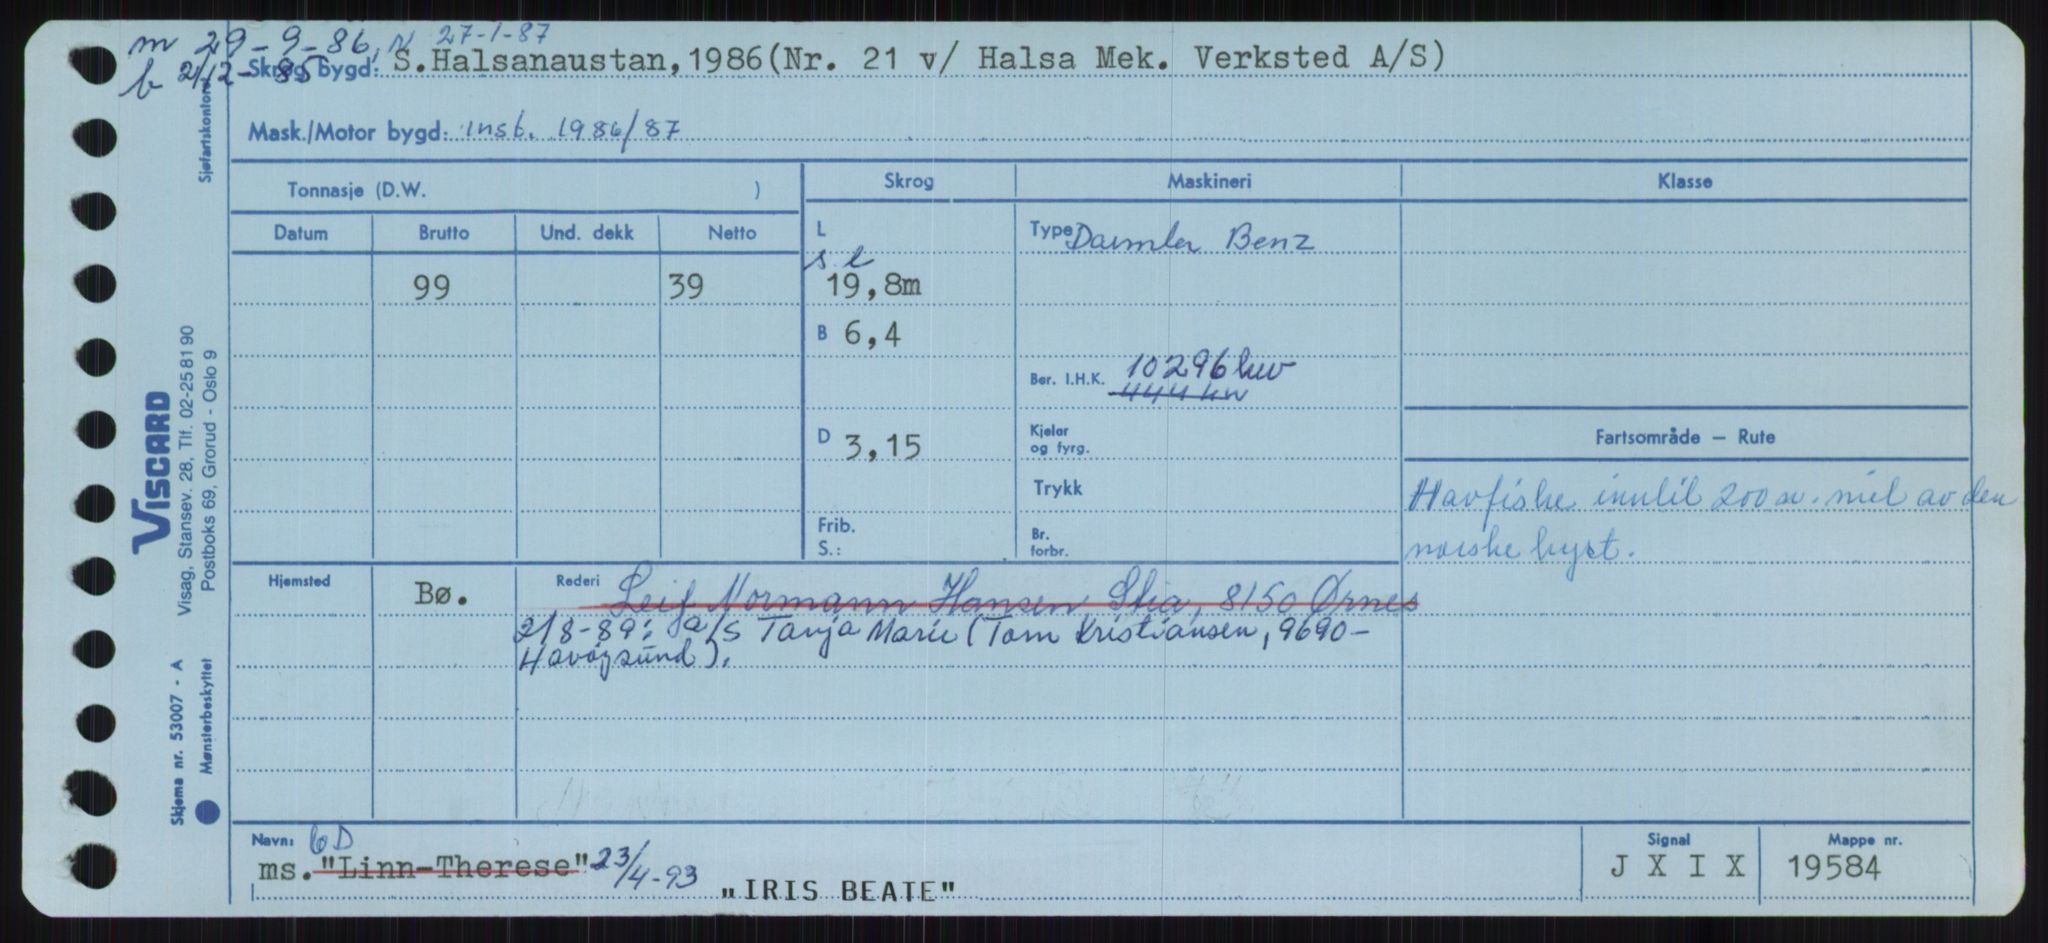 m 29-9-86, N 27-1-87
b 2/12-85
Skrog bygd: S.Halsanaustan,1986(Nr. 21 v/ Halsa Mek. Verksted A/S)
Sjøfartskontoret
Mask./Motor bygd: inst. 1986/87
Tonnasje (D.W. )
Skrog Maskineri Klasse
Datum Brutto Und. dekk Netto
L
s l
Type Daimler Benz
99 39 19,8m
B 6,4
Ber. I.H.K. 10296 kw
444 kw
D 3,15
Kjeler
og fyrg.
Fartsområde – Rute
Trykk
Havfiske inntil 200 n. mil av den
norske kyst.
Frib.
S.:
Br.
forbr.
Hjemsted Bø. Rederi Leif Normann Hansen Stia, 8150 Ørnes
21/8-89: a/s Tanja Marie (Tom Kristiansen, 9690-
Havøysund).
VISCARD
Visag, Stansev. 28, Tlf. 02-25 81 90
Postboks 69, Grorud - Oslo 9
Skjema nr. 53007 - A
Mønsterbeskyttet
Navn: 6D
ms. "Linn-Therese" 23/4-93
"IRIS BEATE"
Signal
J X I X
Mappe nr.
19584